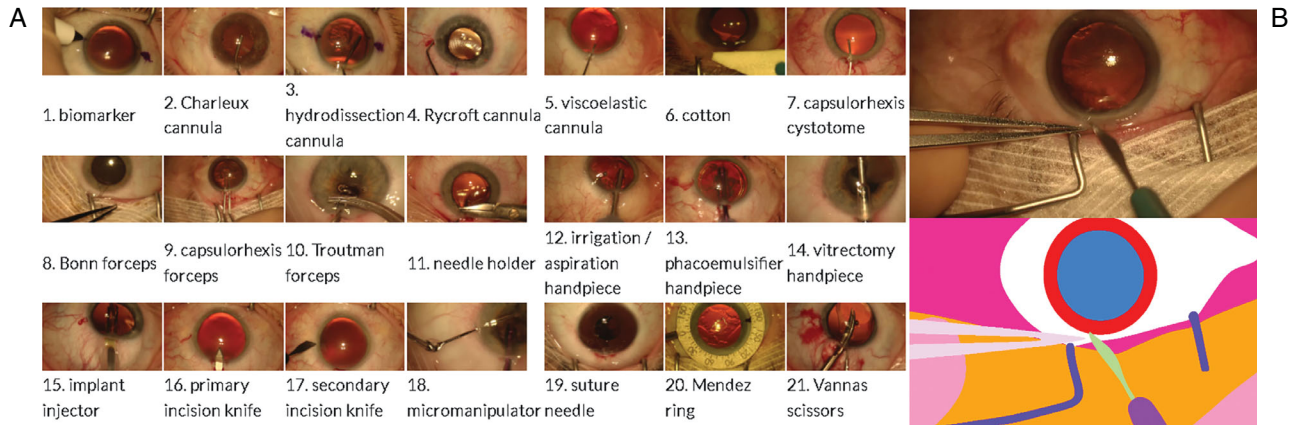 A
B
1. biomarker
2. Charleux
cannula
3.
hydrodissection
cannula
4. Rycroft cannula
5. viscoelastic
cannula
6. cotton
7. capsulorhexis
cystotome
8. Bonn forceps
9. capsulorhexis
forceps
10. Troutman
forceps
11. needle holder
12. irrigation /
aspiration
handpiece
13.
phacoemulsifier
handpiece
14. vitrectomy
handpiece
15. implant
injector
16. primary
incision knife
17. secondary
incision knife
18.
micromanipulator
19. suture
needle
20. Mendez
ring
21. Vannas
scissors